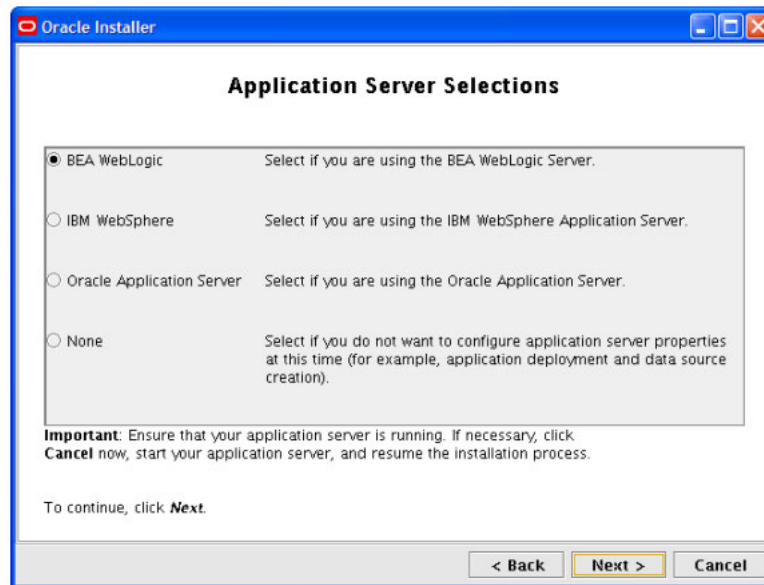 Oracle Installer
Application Server Selections
BEA WebLogic Select if you are using the BEA WebLogic Server.
IBM WebSphere Select if you are using the IBM WebSphere Application Server.
Oracle Application Server Select if you are using the Oracle Application Server.
None Select if you do not want to configure application server properties
at this time (for example, application deployment and data source
creation).
Important: Ensure that your application server is running. If necessary, click
Cancel now, start your application server, and resume the installation process.
To continue, click Next.
< Back Next > Cancel